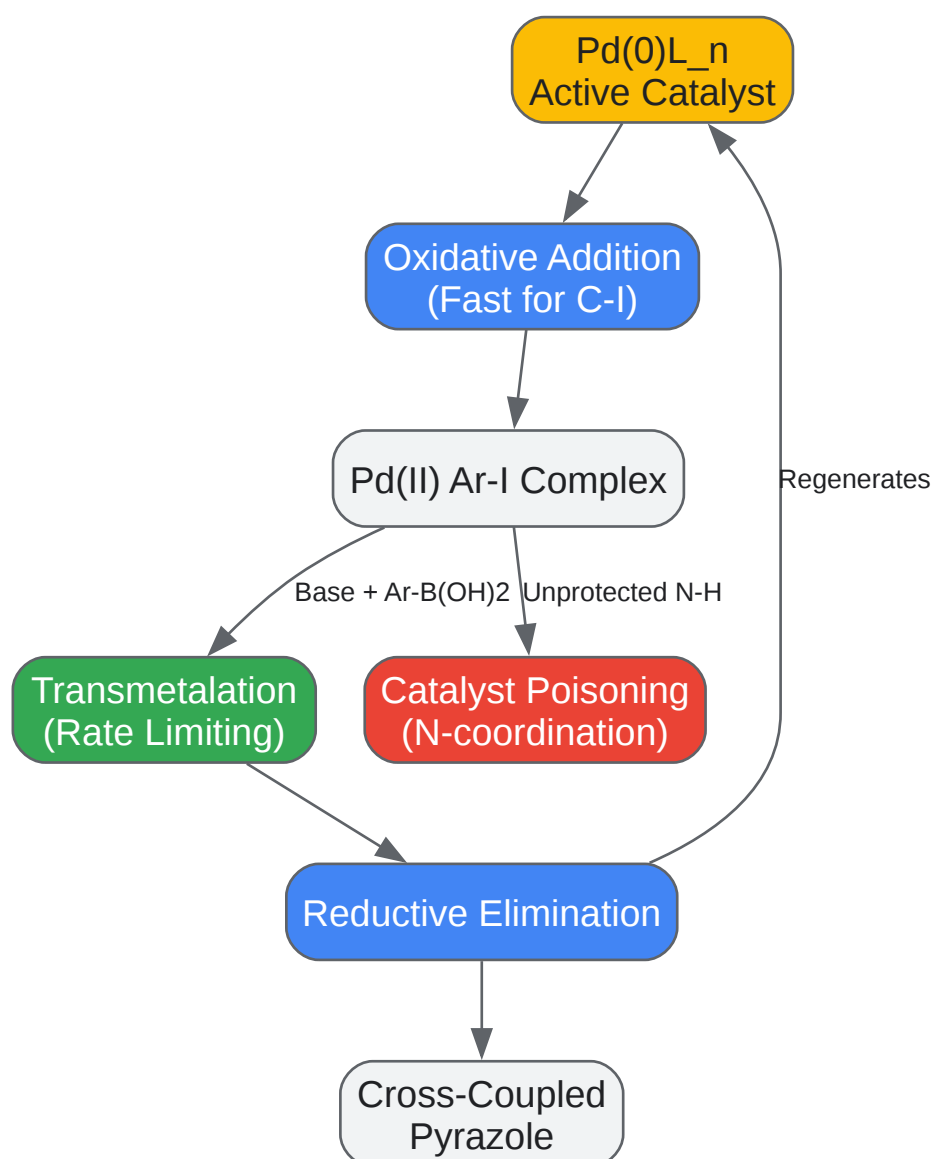 Pd(0)L_n
Active Catalyst
Oxidative Addition
(Fast for C-I)
Pd(II) Ar-I Complex
Regenerates
Base + Ar-B(OH)2
Unprotected N-H
Transmetalation
(Rate Limiting)
Catalyst Poisoning
(N-coordination)
Reductive Elimination
Cross-Coupled
Pyrazole